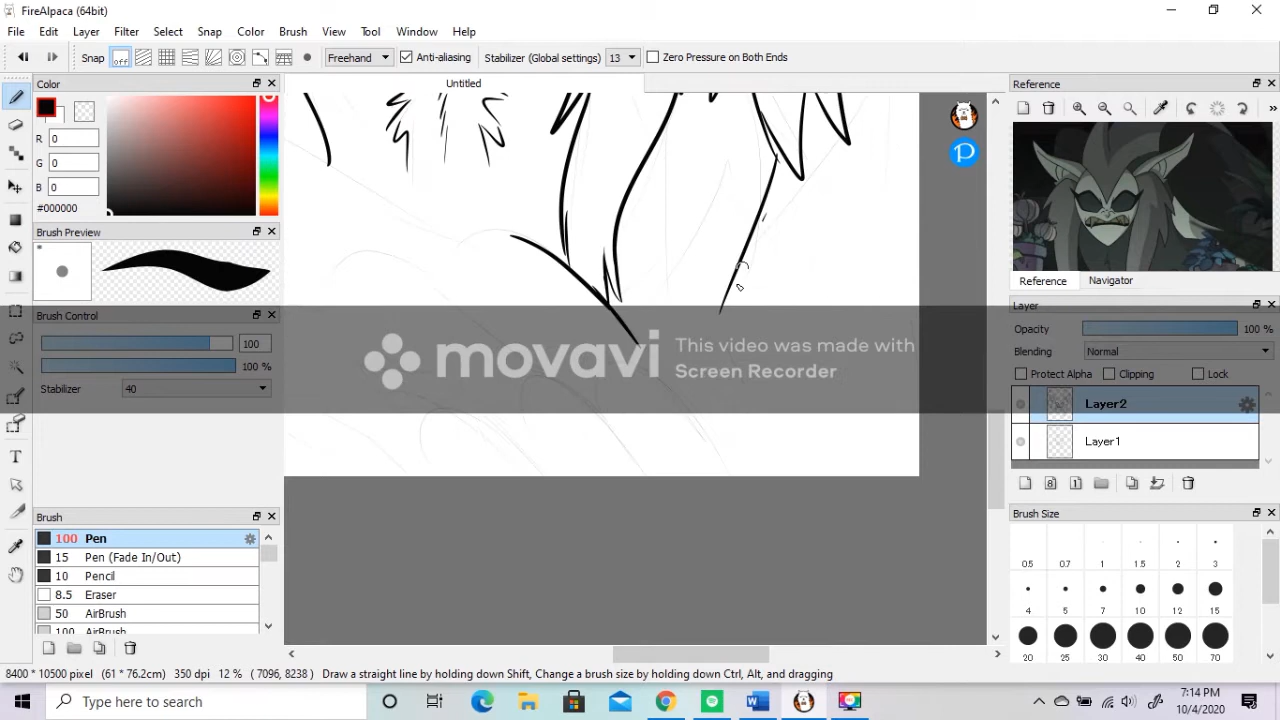 FireAlpaca (64bit)
File Edit Layer Filter Select Snap Color Brush View Tool Window Help
Snap off Freehand Anti-aliasing Stabilizer (Global settings) 13 Zero Pressure on Both Ends
Color
Untitled
Reference
R 0
G 0
B 0
#000000
P
Brush Preview
Reference Navigator
Layer
Brush Control
Opacity 100 %
100
Blending Normal
100 %
Protect Alpha Clipping Lock
Stabilizer 40
movavi
This video was made with
Screen Recorder
Layer2
Layer1
8 1
T
Brush
Brush Size
100 Pen
15 Pen (Fade In/Out)
10 Pencil
8.5 Eraser
50 AirBrush
100 AirBrush
0.5 0.7 1 1.5 2 3
4 5 7 10 12 15
20 25 30 40 50 70
8400 * 10500 pixel (61 * 76.2cm) 350 dpi 12 % ( 7096, 8238 ) Draw a straight line by holding down Shift, Change a brush size by holding down Ctrl, Alt, and dragging
Type here to search
7:14 PM
10/4/2020